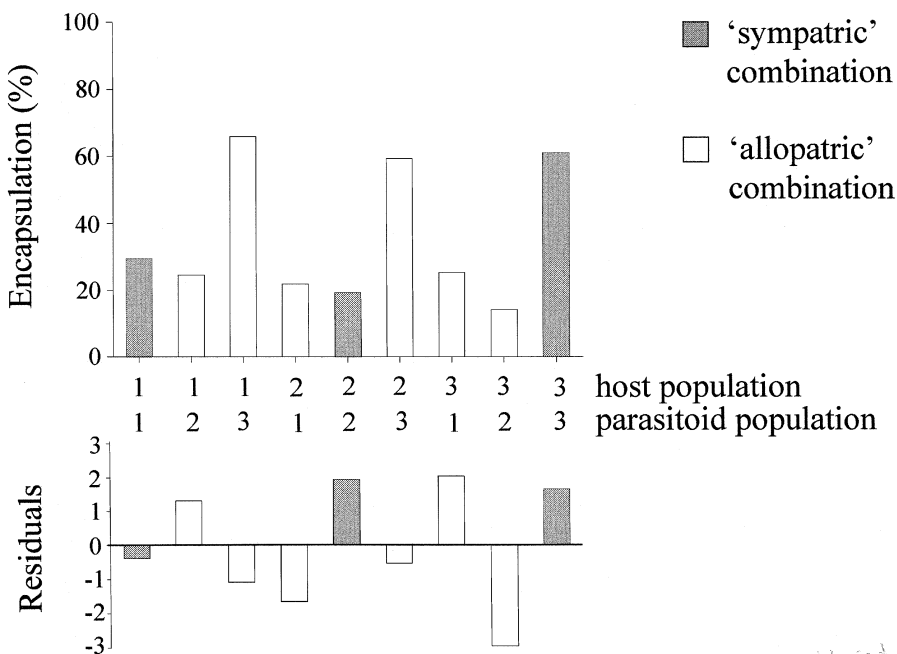 100
80
60
40
20
0
Encapsulation (%)
'sympatric'
combination
'allopatric'
combination
1 1 1 2 2 2 3 3 3 host population
1 2 3 1 2 3 1 2 3 parasitoid population
3
2
1
0
-1
-2
-3
Residuals